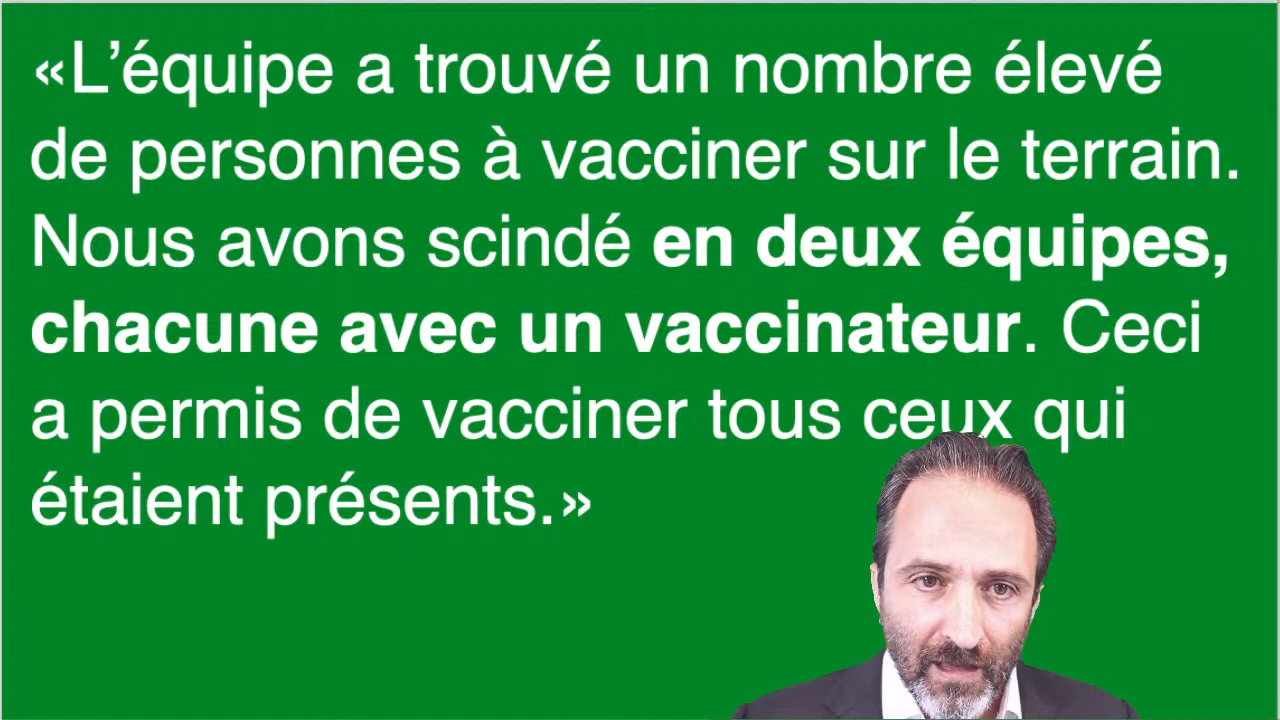 «L’équipe a trouvé un nombre élevé
de personnes à vacciner sur le terrain.
Nous avons scindé en deux équipes,
chacune avec un vaccinateur. Ceci
a permis de vacciner tous ceux qui
étaient présents.»